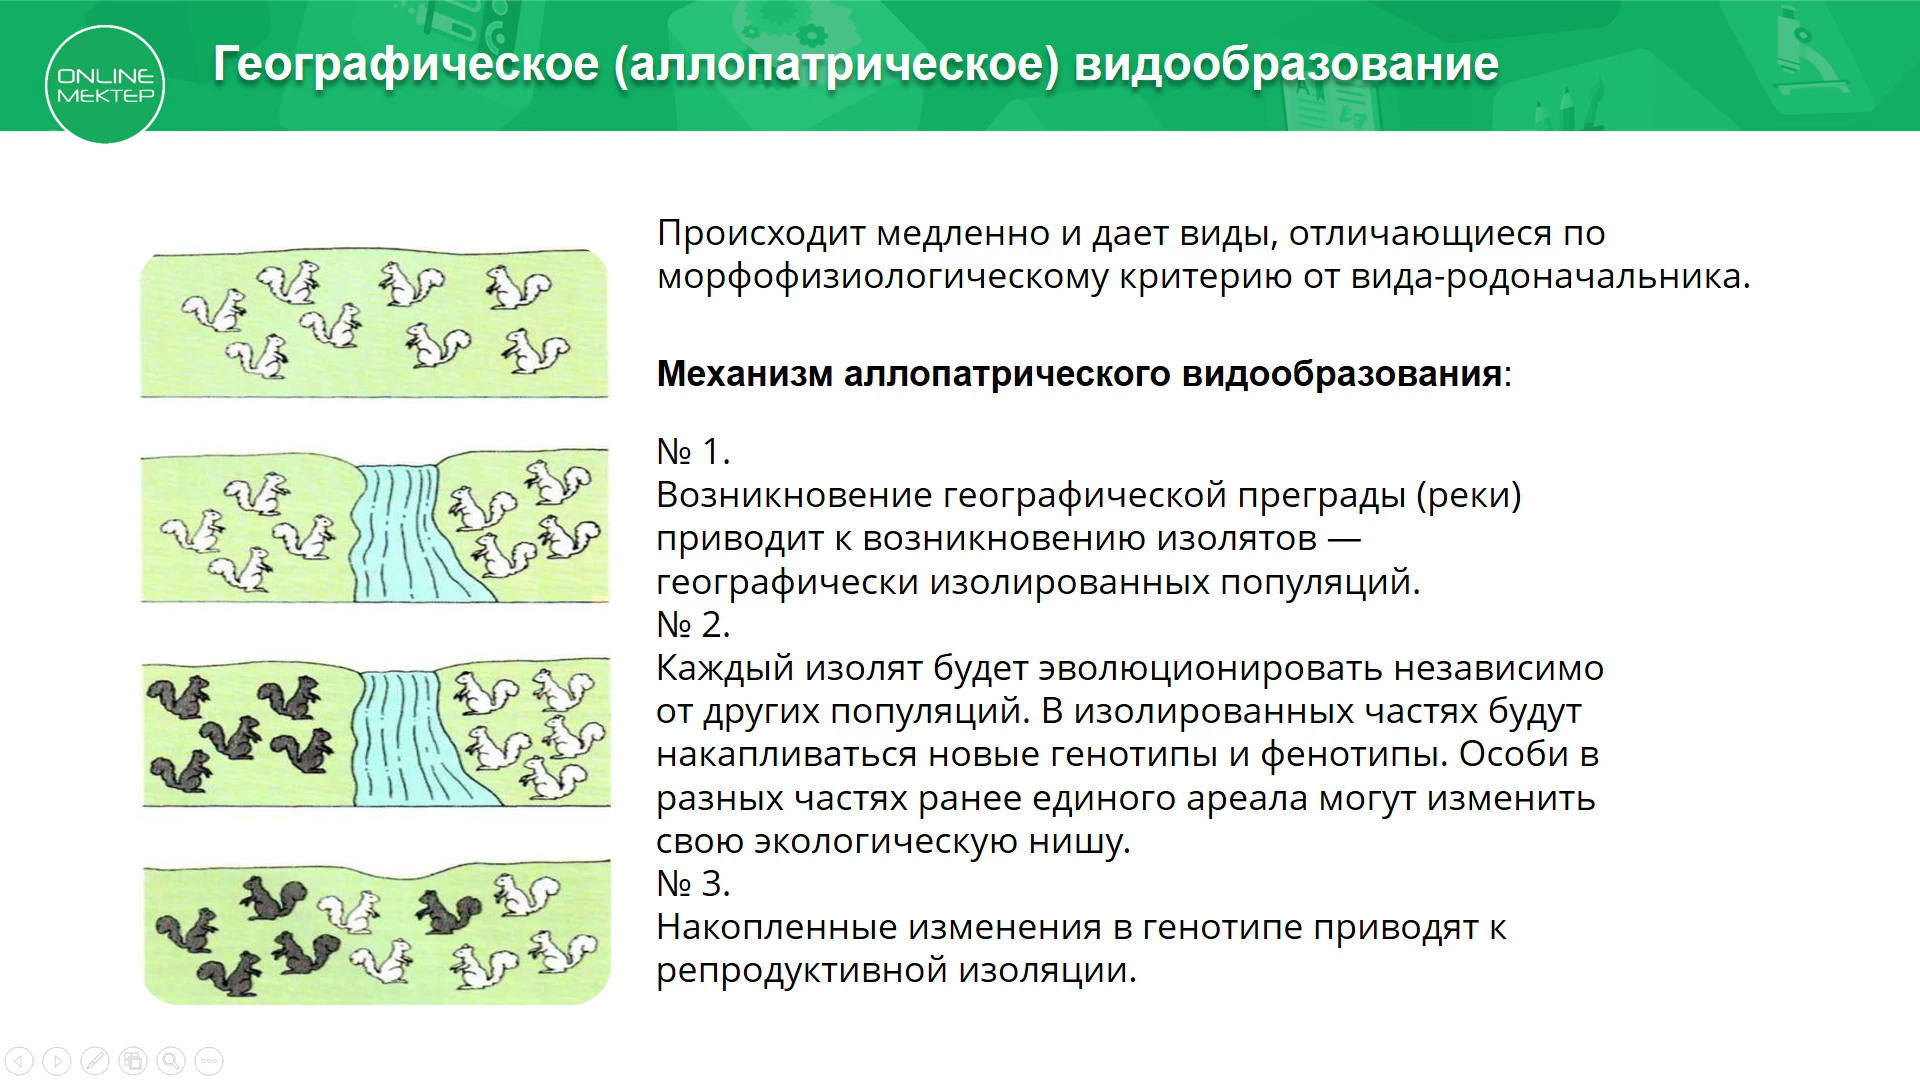 ONLINE
МЕКТЕР
Географическое (аллопатрическое) видообразование
Происходит медленно и дает виды, отличающиеся по
морфофизиологическому критерию от вида-родоначальника.
Механизм аллопатрического видообразования:
№ 1.
Возникновение географической преграды (реки)
приводит к возникновению изолятов —
географически изолированных популяций.
№ 2.
Каждый изолят будет эволюционировать независимо
от других популяций. В изолированных частях будут
накапливаться новые генотипы и фенотипы. Особи в
разных частях ранее единого ареала могут изменить
свою экологическую нишу.
№ 3.
Накопленные изменения в генотипе приводят к
репродуктивной изоляции.